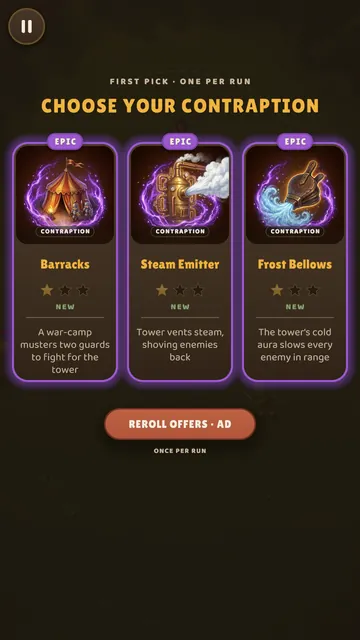 FIRST PICK · ONE PER RUN
CHOOSE YOUR CONTRAPTION
EPIC
CONTRAPTION
Barracks
NEW
A war-camp
musters two guards
to fight for the
tower
EPIC
CONTRAPTION
Steam Emitter
NEW
Tower vents steam,
shoving enemies
back
EPIC
CONTRAPTION
Frost Bellows
NEW
The tower's cold
aura slows every
enemy in range
REROLL OFFERS · AD
ONCE PER RUN